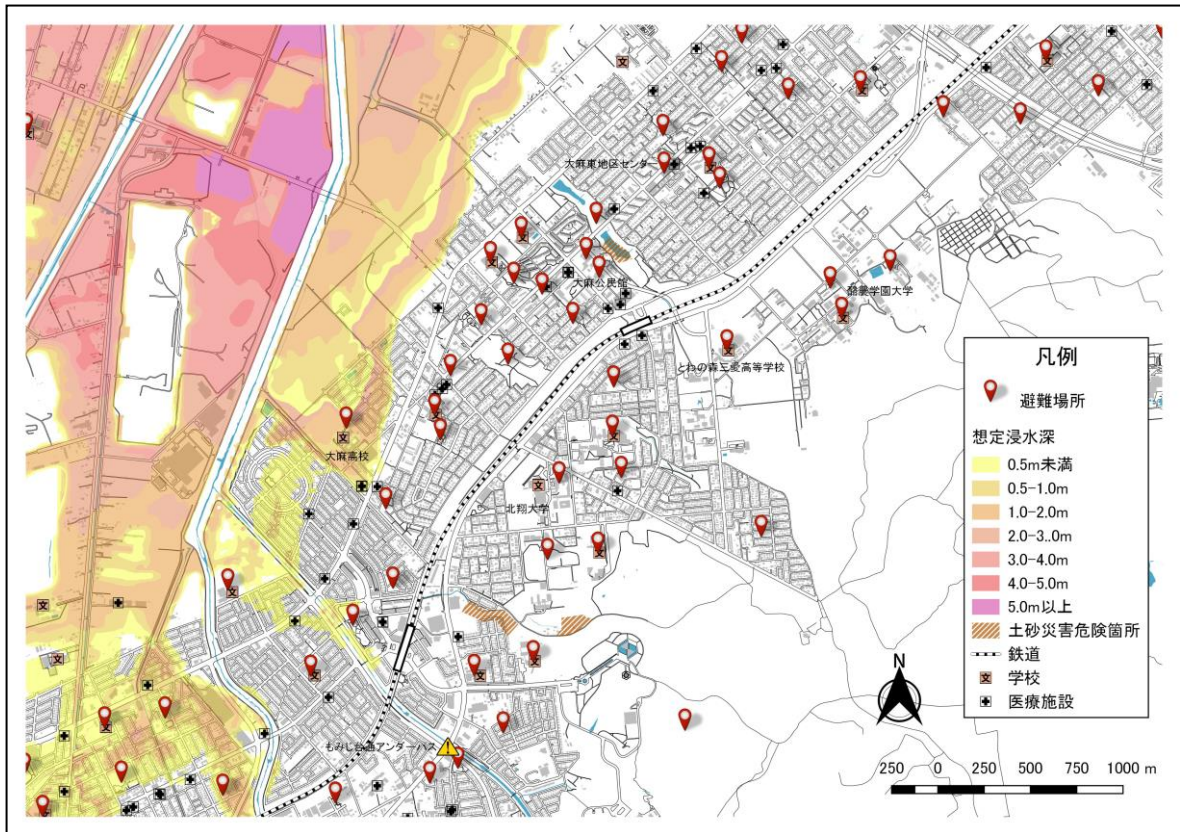 大麻東地区センター
大麻公民館
酪農学園大学
とわの森三愛高等学校
大麻高校
北翔大学
もみじ台通アンダーパス
凡例
避難場所
想定浸水深
0.5m未満
0.5-1.0m
1.0-2.0m
2.0-3.0m
3.0-4.0m
4.0-5.0m
5.0m以上
土砂災害危険箇所
鉄道
文 学校
医療施設
N
250 0 250 500 750 1000 m